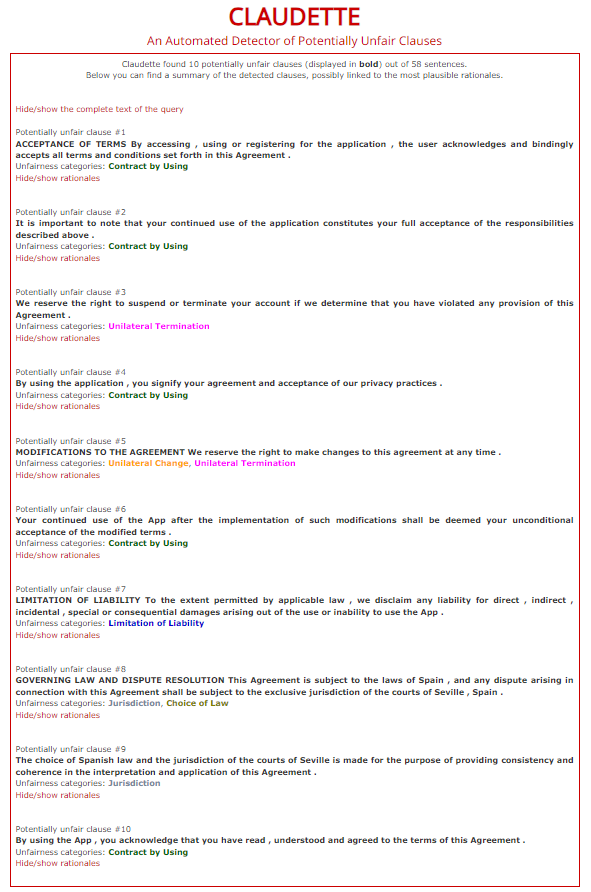 CLAUDETTE
An Automated Detector of Potentially Unfair Clauses
Claudette found 10 potentially unfair clauses (displayed in bold) out of 58 sentences.
Below you can find a summary of the detected clauses, possibly linked to the most plausible rationales.
Hide/show the complete text of the query
Potentially unfair clause #1
ACCEPTANCE OF TERMS By accessing , using or registering for the application , the user acknowledges and bindingly
accepts all terms and conditions set forth in this Agreement .
Unfairness categories: Contract by Using
Hide/show rationales
Potentially unfair clause #2
It is important to note that your continued use of the application constitutes your full acceptance of the responsibilities
described above .
Unfairness categories: Contract by Using
Hide/show rationales
Potentially unfair clause #3
We reserve the right to suspend or terminate your account if we determine that you have violated any provision of this
Agreement .
Unfairness categories: Unilateral Termination
Hide/show rationales
Potentially unfair clause #4
By using the application , you signify your agreement and acceptance of our privacy practices .
Unfairness categories: Contract by Using
Hide/show rationales
Potentially unfair clause #5
MODIFICATIONS TO THE AGREEMENT We reserve the right to make changes to this agreement at any time .
Unfairness categories: Unilateral Change, Unilateral Termination
Hide/show rationales
Potentially unfair clause #6
Your continued use of the App after the implementation of such modifications shall be deemed your unconditional
acceptance of the modified terms .
Unfairness categories: Contract by Using
Hide/show rationales
Potentially unfair clause #7
LIMITATION OF LIABILITY To the extent permitted by applicable law , we disclaim any liability for direct , indirect ,
incidental , special or consequential damages arising out of the use or inability to use the App .
Unfairness categories: Limitation of Liability
Hide/show rationales
Potentially unfair clause #8
GOVERNING LAW AND DISPUTE RESOLUTION This Agreement is subject to the laws of Spain , and any dispute arising in
connection with this Agreement shall be subject to the exclusive jurisdiction of the courts of Seville , Spain .
Unfairness categories: Jurisdiction, Choice of Law
Hide/show rationales
Potentially unfair clause #9
The choice of Spanish law and the jurisdiction of the courts of Seville is made for the purpose of providing consistency and
coherence in the interpretation and application of this Agreement .
Unfairness categories: Jurisdiction
Hide/show rationales
Potentially unfair clause #10
By using the App , you acknowledge that you have read , understood and agreed to the terms of this Agreement .
Unfairness categories: Contract by Using
Hide/show rationales